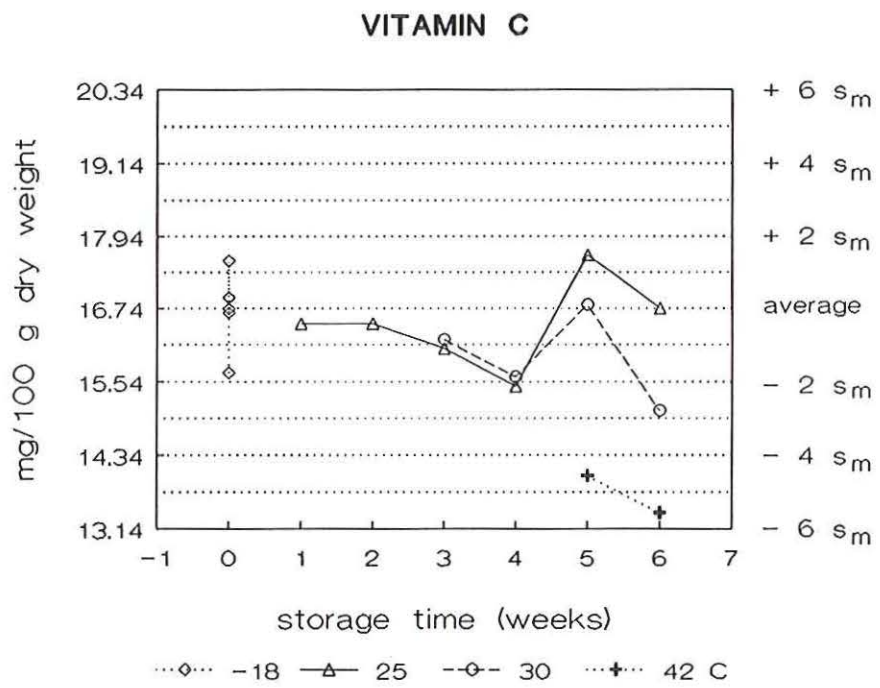 VITAMIN C
mg/100 g dry weight
20.34 + 6 sm
19.14 + 4 sm
17.94 + 2 sm
16.74 average
15.54 - 2 sm
14.34 - 4 sm
13.14 - 6 sm
-1 0 1 2 3 4 5 6 7
storage time (weeks)
-18 25 30 42 C